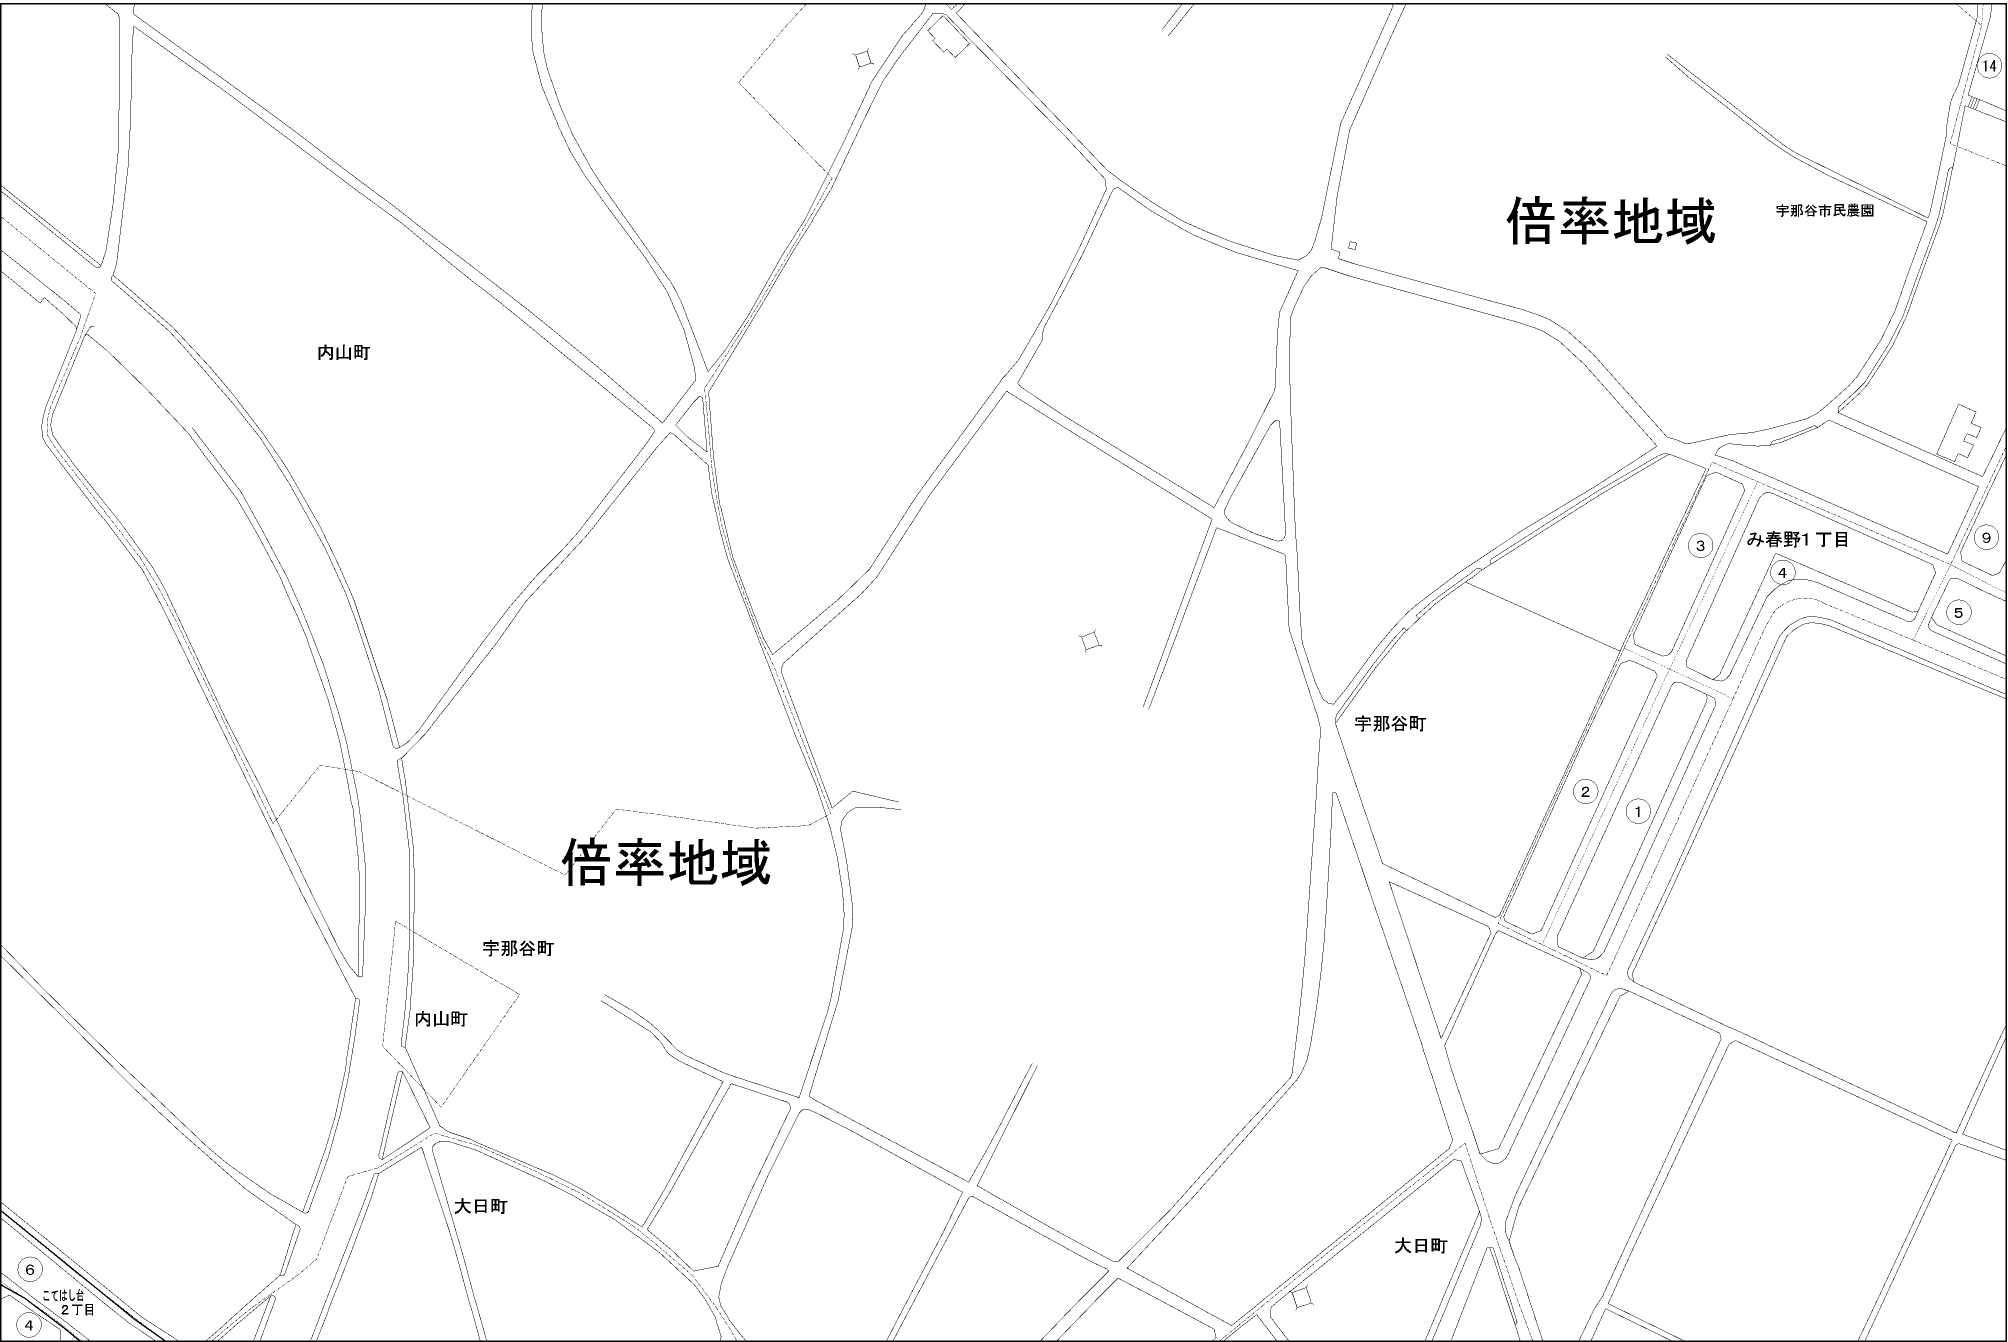 14
倍率地域
宇那谷市民農園
内山町
3
み春野1丁目
9
4
5
宇那谷町
2
1
倍率地域
宇那谷町
内山町
大日町
大日町
6
こてはし台
2丁目
4